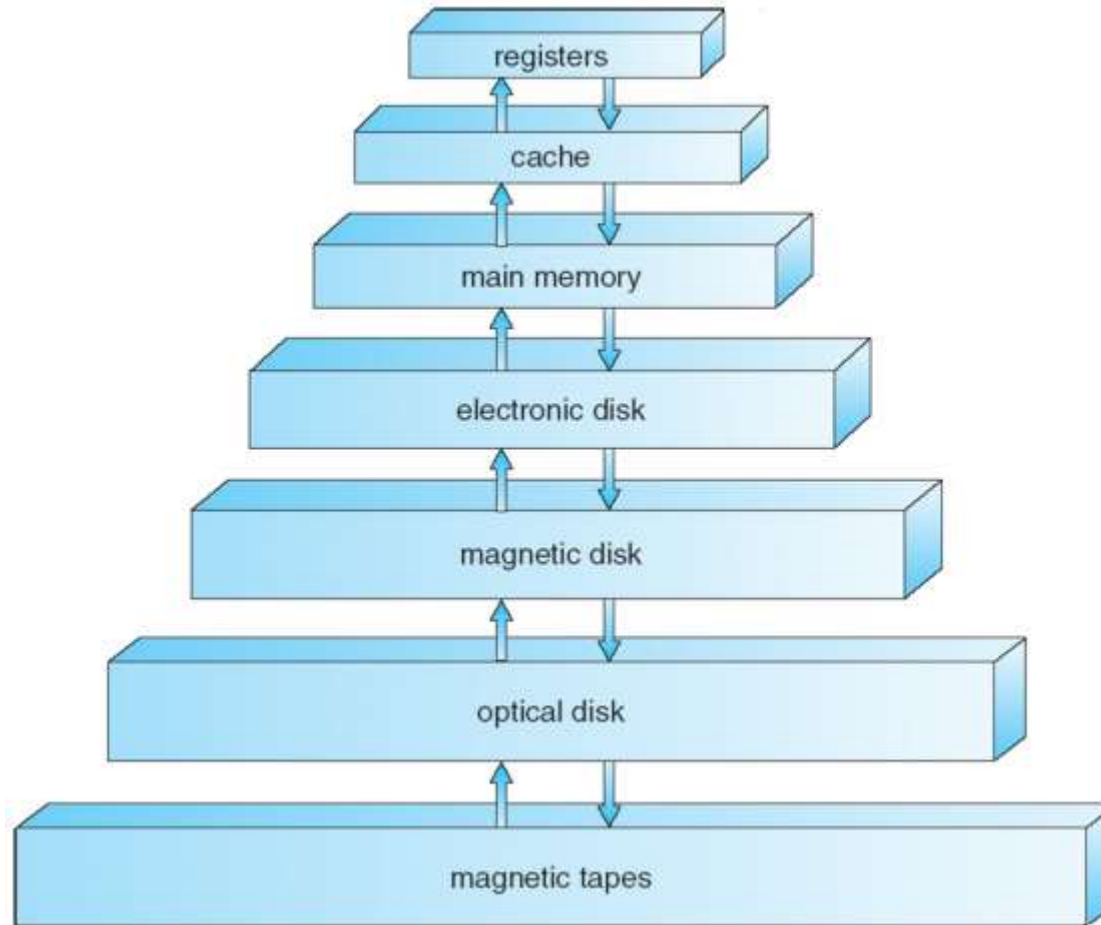 registers
cache
main memory
electronic disk
magnetic disk
optical disk
magnetic tapes